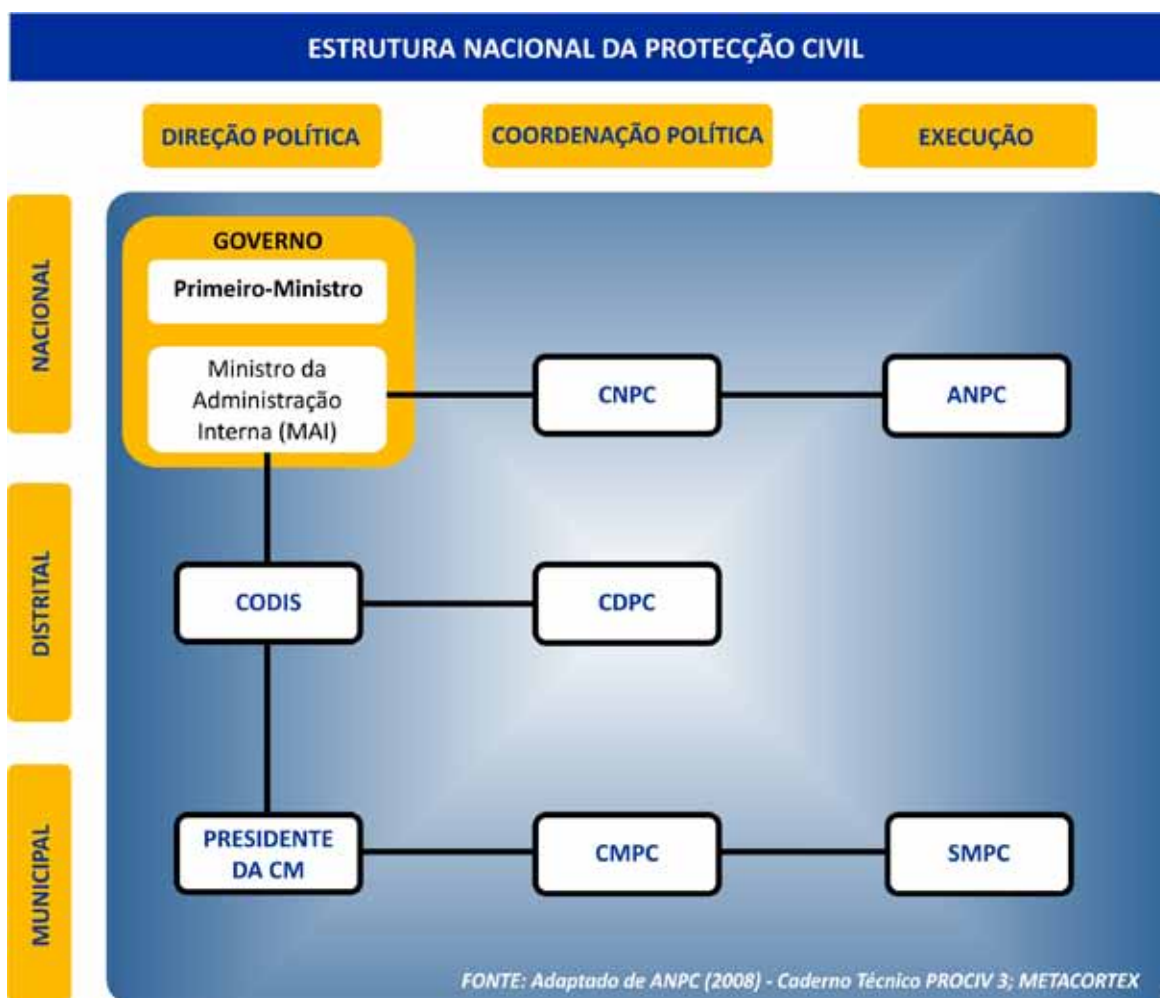 ESTRUTURA NACIONAL DA PROTECÇÃO CIVIL
DIREÇÃO POLÍTICA
COORDENAÇÃO POLÍTICA
EXECUÇÃO
NACIONAL
GOVERNO
Primeiro-Ministro
Ministro da
Administração
Interna (MAI)
CNPC
ANPC
DISTRITAL
CODIS
CDPC
MUNICIPAL
PRESIDENTE
DA CM
CMPC
SMPC
FONTE: Adaptado de ANPC (2008) - Caderno Técnico PROCIV 3; METACORTEX